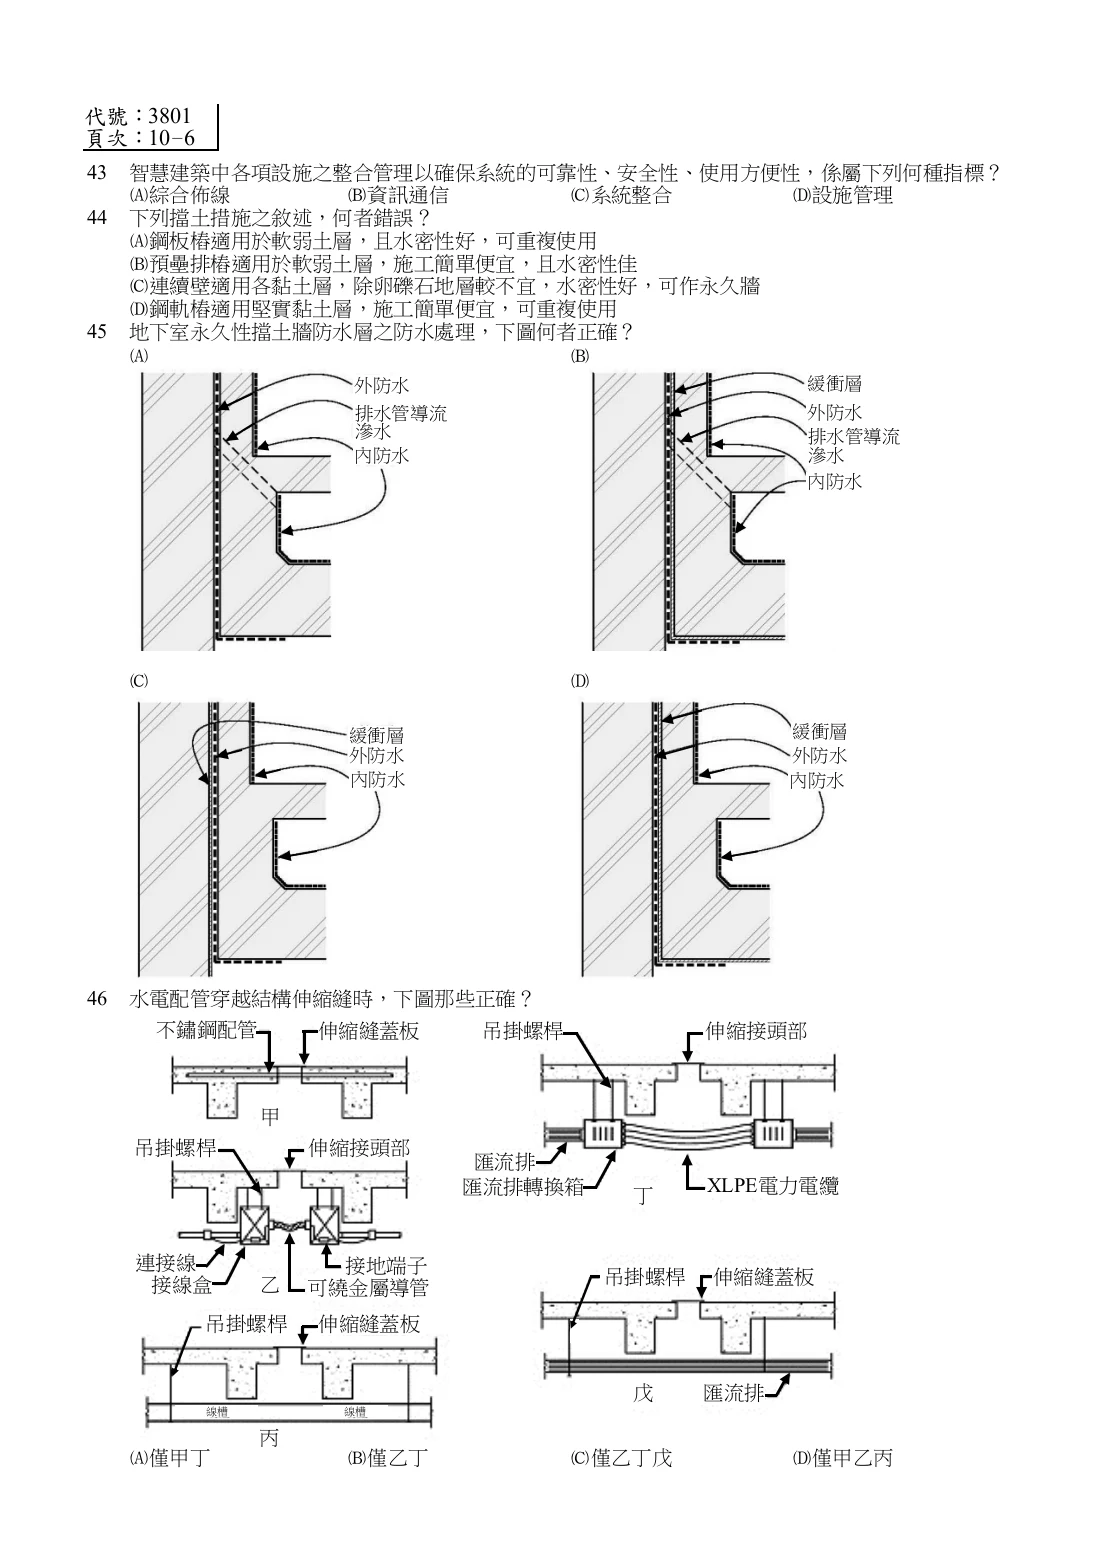 代號：3801
頁次：10－6
43 智慧建築中各項設施之整合管理以確保系統的可靠性、安全性、使用方便性，係屬下列何種指標？
(A)綜合佈線 (B)資訊通信 (C)系統整合 (D)設施管理
44 下列擋土措施之敘述，何者錯誤？
(A)鋼板樁適用於軟弱土層，且水密性好，可重複使用
(B)預壘排樁適用於軟弱土層，施工簡單便宜，且水密性佳
(C)連續壁適用各黏土層，除卵礫石地層較不宜，水密性好，可作永久牆
(D)鋼軌樁適用堅實黏土層，施工簡單便宜，可重複使用
45 地下室永久性擋土牆防水層之防水處理，下圖何者正確？
(A)
外防水
排水管導流
滲水
內防水
(B)
緩衝層
外防水
排水管導流
滲水
內防水
(C)
緩衝層
外防水
內防水
(D)
緩衝層
外防水
內防水
46 水電配管穿越結構伸縮縫時，下圖那些正確？
不鏽鋼配管 伸縮縫蓋板
甲
吊掛螺桿 伸縮接頭部
連接線
接線盒
乙
接地端子
可繞金屬導管
吊掛螺桿 伸縮縫蓋板
線槽 線槽
丙
吊掛螺桿 伸縮接頭部
匯流排
匯流排轉換箱
丁
XLPE電力電纜
吊掛螺桿 伸縮縫蓋板
戊
匯流排
(A)僅甲丁 (B)僅乙丁 (C)僅乙丁戊 (D)僅甲乙丙